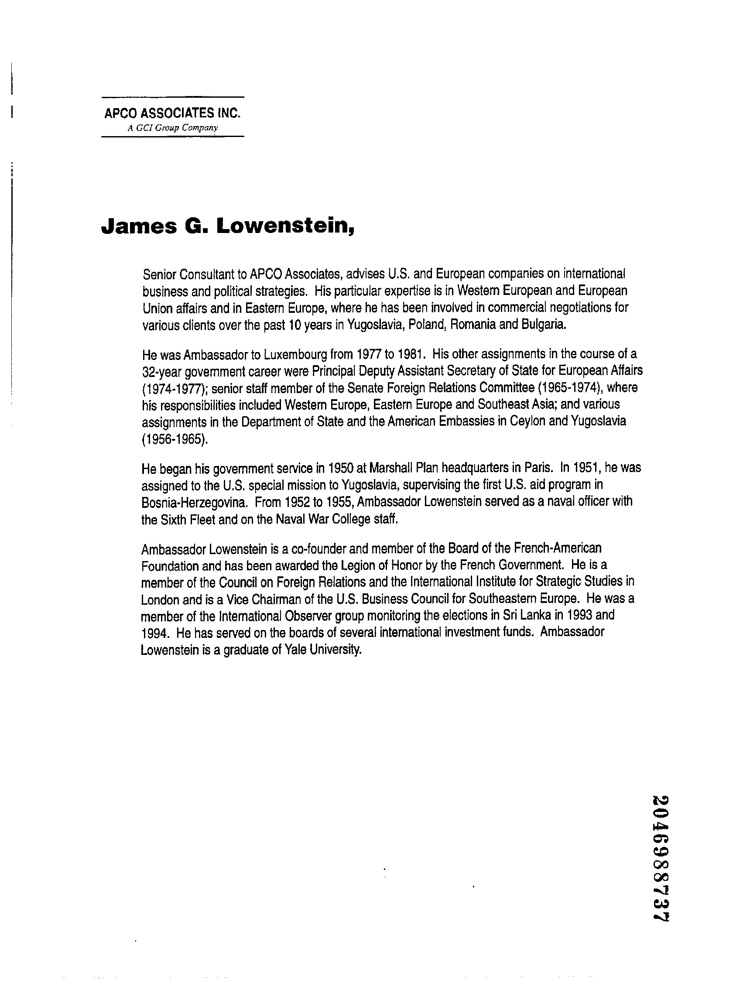 APCO ASSOCIATES INC.
A GCI Group Company
James G. Lowenstein,
Senior Consultant to APCO Associates, advises U.S. and European companies on international
business and political strategies. His particular expertise is in Western European and European
Union affairs and in Eastern Europe, where he has been involved in commercial negotiations for
various clients over the past 10 years in Yugoslavia, Poland, Romania and Bulgaria.
He was Ambassador to Luxembourg from 1977 to 1981. His other assignments in the course of a
32-year government career were Principal Deputy Assistant Secretary of State for European Affairs
(1974-1977); senior staff member of the Senate Foreign Relations Committee (1965-1974), where
his responsibilities included Western Europe, Eastern Europe and Southeast Asia; and various
assignments in the Department of State and the American Embassies in Ceylon and Yugoslavia
(1956-1965).
He began his government service in 1950 at Marshall Plan headquarters in Paris. In 1951, he was
assigned to the U.S. special mission to Yugoslavia, supervising the first U.S. aid program in
Bosnia-Herzegovina. From 1952 to 1955, Ambassador Lowenstein served as a naval officer with
the Sixth Fleet and on the Naval War College staff.
Ambassador Lowenstein is a co-founder and member of the Board of the French-American
Foundation and has been awarded the Legion of Honor by the French Government. He is a
member of the Council on Foreign Relations and the International Institute for Strategic Studies in
London and is a Vice Chairman of the U.S. Business Council for Southeastern Europe. He was a
member of the International Observer group monitoring the elections in Sri Lanka in 1993 and
1994. He has served on the boards of several international investment funds. Ambassador
Lowenstein is a graduate of Yale University.
2046988737